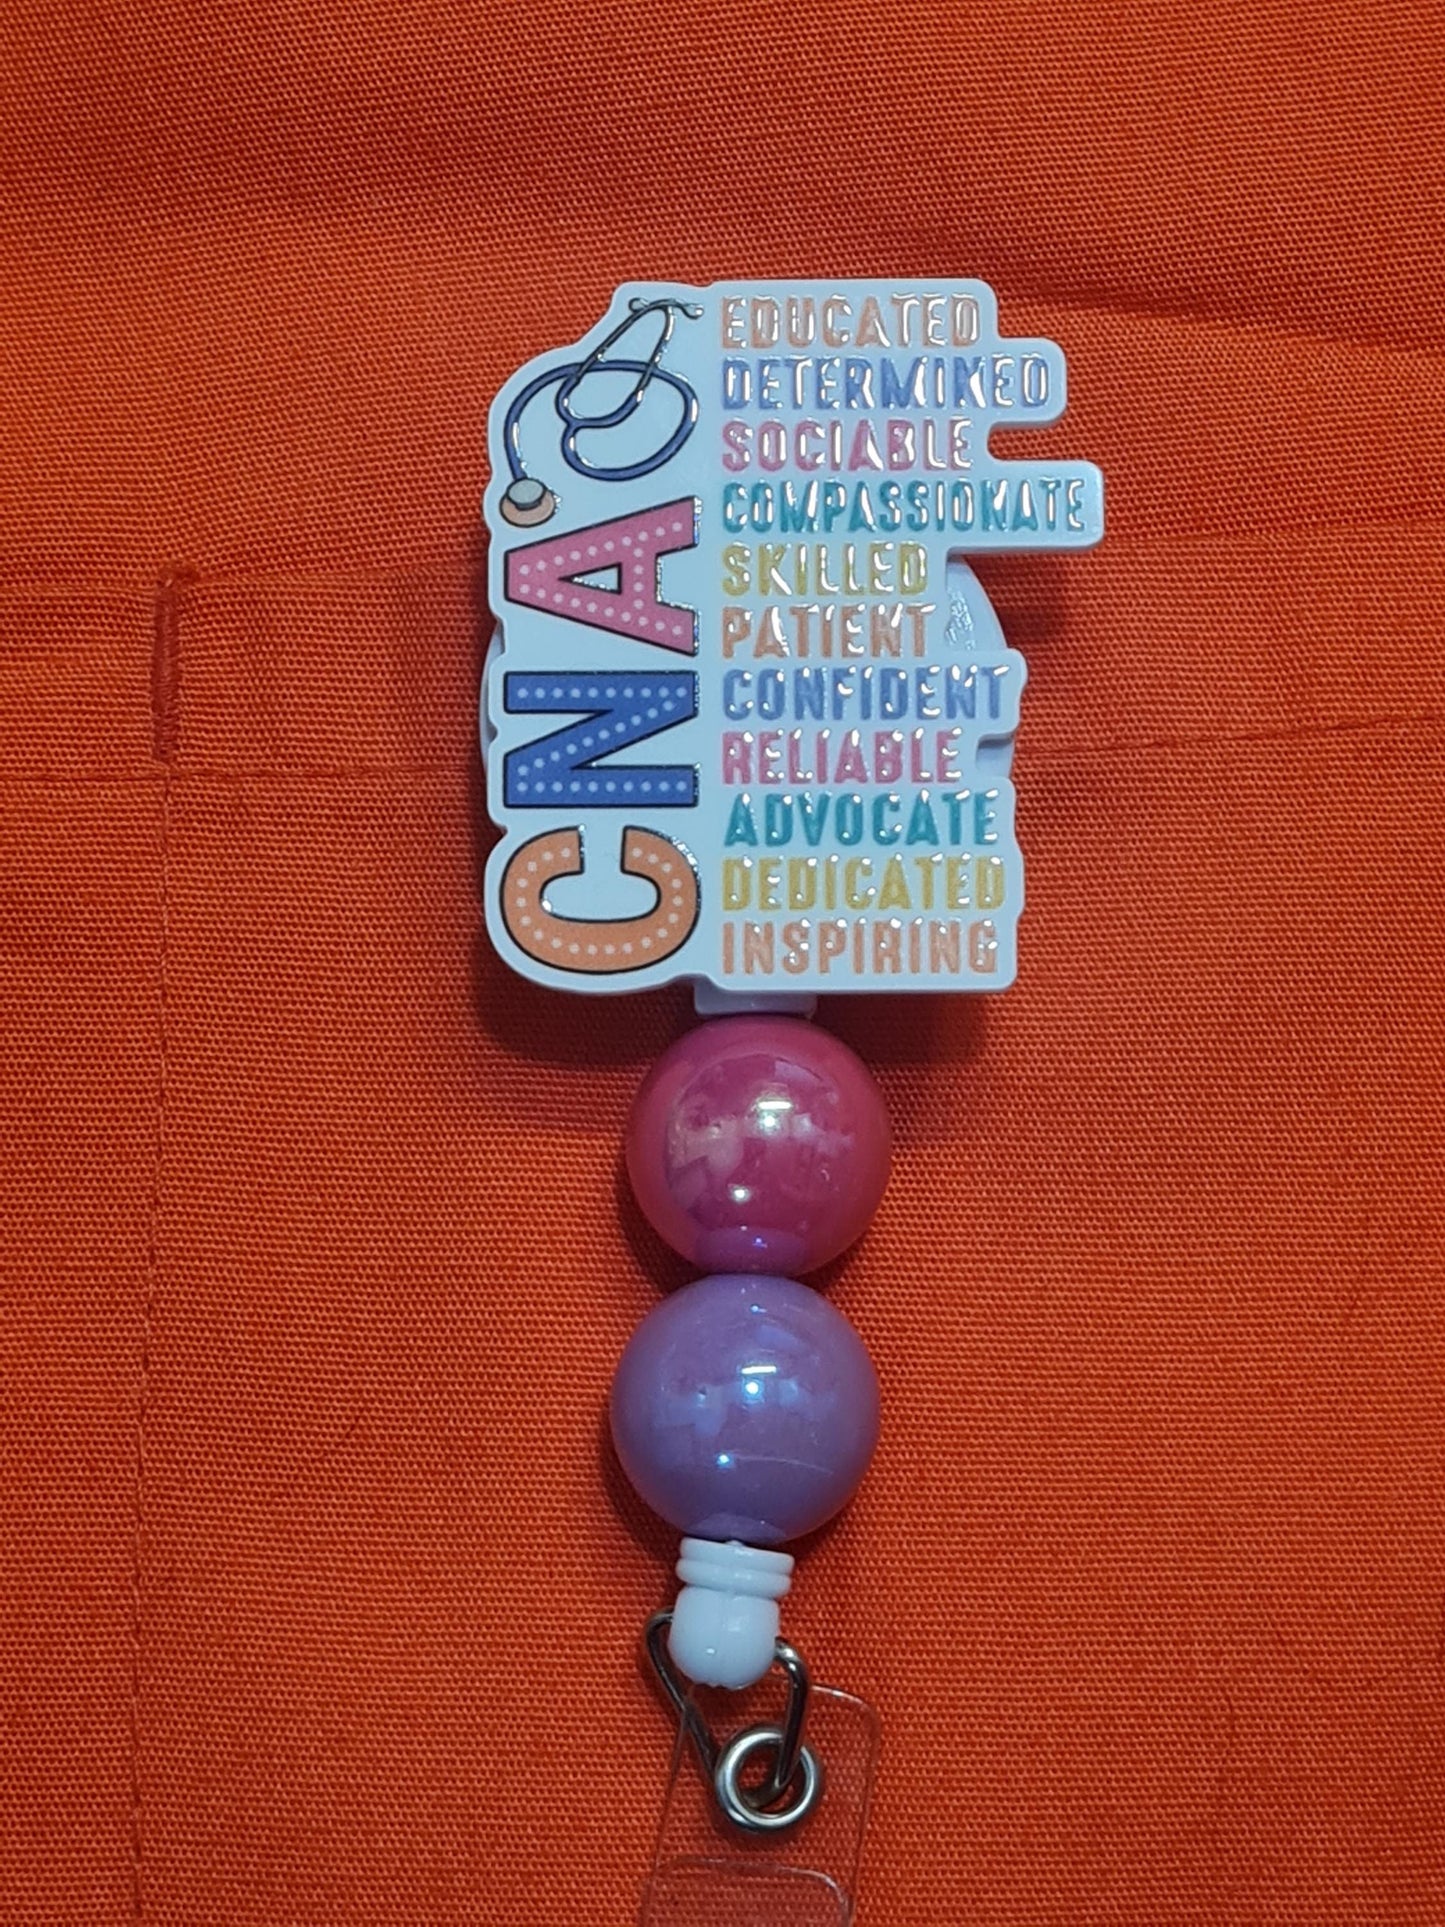 CNA
EDUCATED
DETERMINED
SOCIABLE
COMPASSIONATE
SKILLED
PATIENT
CONFIDENT
RELIABLE
ADVOCATE
DEDICATED
INSPIRING